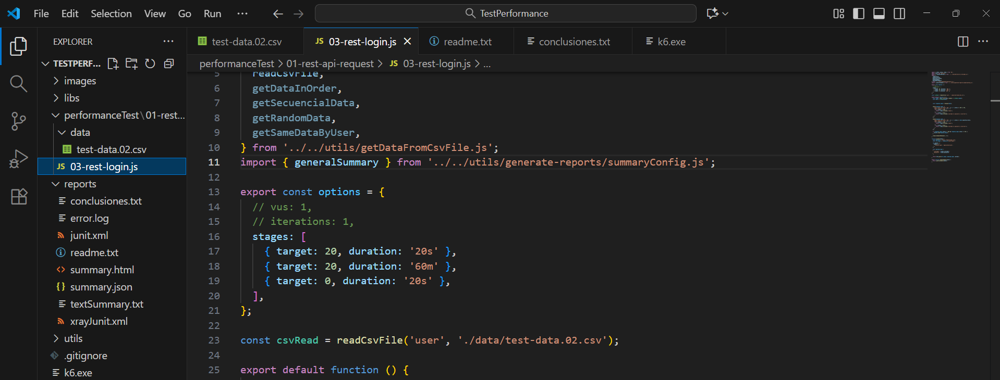 File Edit Selection View Go Run ··· TestPerformance
EXPLORER ···
TESTPERF...
images
libs
performanceTest\01-rest...
data
test-data.02.csv
JS 03-rest-login.js
reports
conclusiones.txt
error.log
junit.xml
readme.txt
summary.html
summary.json
textSummary.txt
xrayJunit.xml
utils
.gitignore
k6.exe
test-data.02.csv JS 03-rest-login.js readme.txt conclusiones.txt k6.exe ···
performanceTest > 01-rest-api-request > JS 03-rest-login.js > ...
5 readCsvFile,
6 getDataInOrder,
7 getSecuencialData,
8 getRandomData,
9 getSameDataByUser,
10 } from '../../utils/getDataFromCsvFile.js';
11 import { generalSummary } from '../../utils/generate-reports/summaryConfig.js';
12
13 export const options = {
14 // vus: 1,
15 // iterations: 1,
16 stages: [
17 { target: 20, duration: '20s' },
18 { target: 20, duration: '60m' },
19 { target: 0, duration: '20s' },
20 ],
21 };
22
23 const csvRead = readCsvFile('user', './data/test-data.02.csv');
24
25 export default function () {